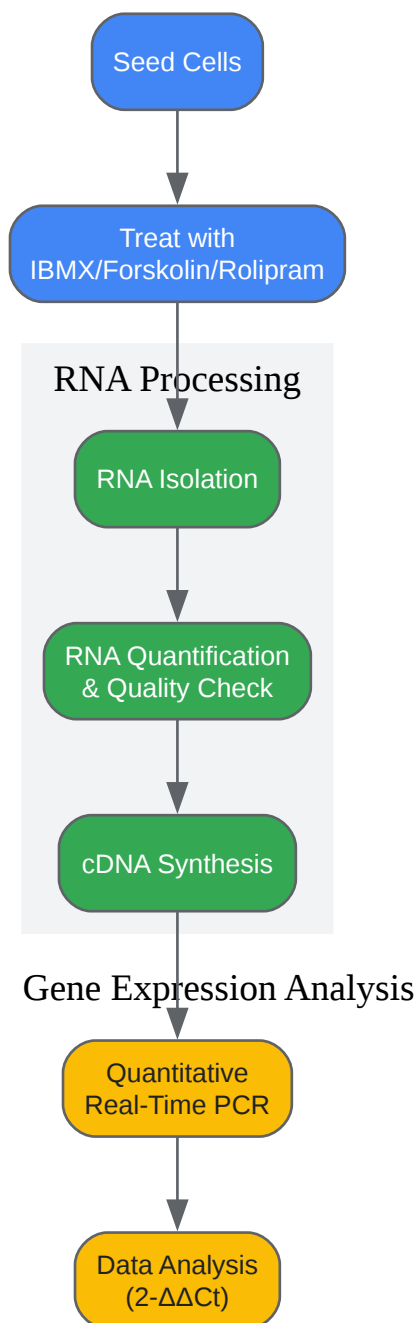 Seed Cells
Treat with
IBMX/Forskolin/Rolipram
RNA Processing
RNA Isolation
RNA Quantification
& Quality Check
cDNA Synthesis
Gene Expression Analysis
Quantitative
Real-Time PCR
Data Analysis
(2-ΔΔCt)